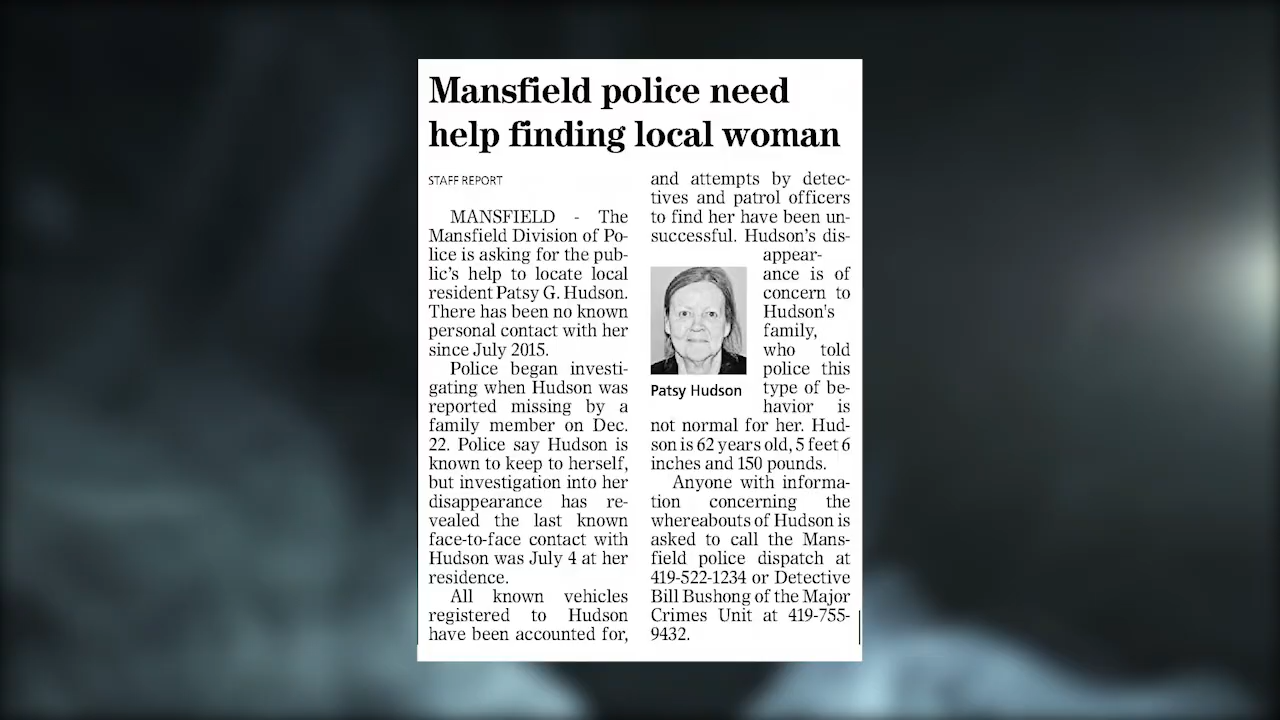 Mansfield police need
help finding local woman
STAFF REPORT
MANSFIELD - The
Mansfield Division of Po-
lice is asking for the pub-
lic's help to locate local
resident Patsy G. Hudson.
There has been no known
personal contact with her
since July 2015.
Police began investi-
gating when Hudson was
reported missing by a
family member on Dec.
22. Police say Hudson is
known to keep to herself,
but investigation into her
disappearance has re-
vealed the last known
face-to-face contact with
Hudson was July 4 at her
residence.
All known vehicles
registered to Hudson
have been accounted for,
and attempts by detec-
tives and patrol officers
to find her have been un-
successful. Hudson's dis-
appear-
ance is of
concern to
Hudson's
family,
who told
police this
type of be-
havior is
Patsy Hudson
not normal for her. Hud-
son is 62 years old, 5 feet 6
inches and 150 pounds.
Anyone with informa-
tion concerning the
whereabouts of Hudson is
asked to call the Mans-
field police dispatch at
419-522-1234 or Detective
Bill Bushong of the Major
Crimes Unit at 419-755-
9432.